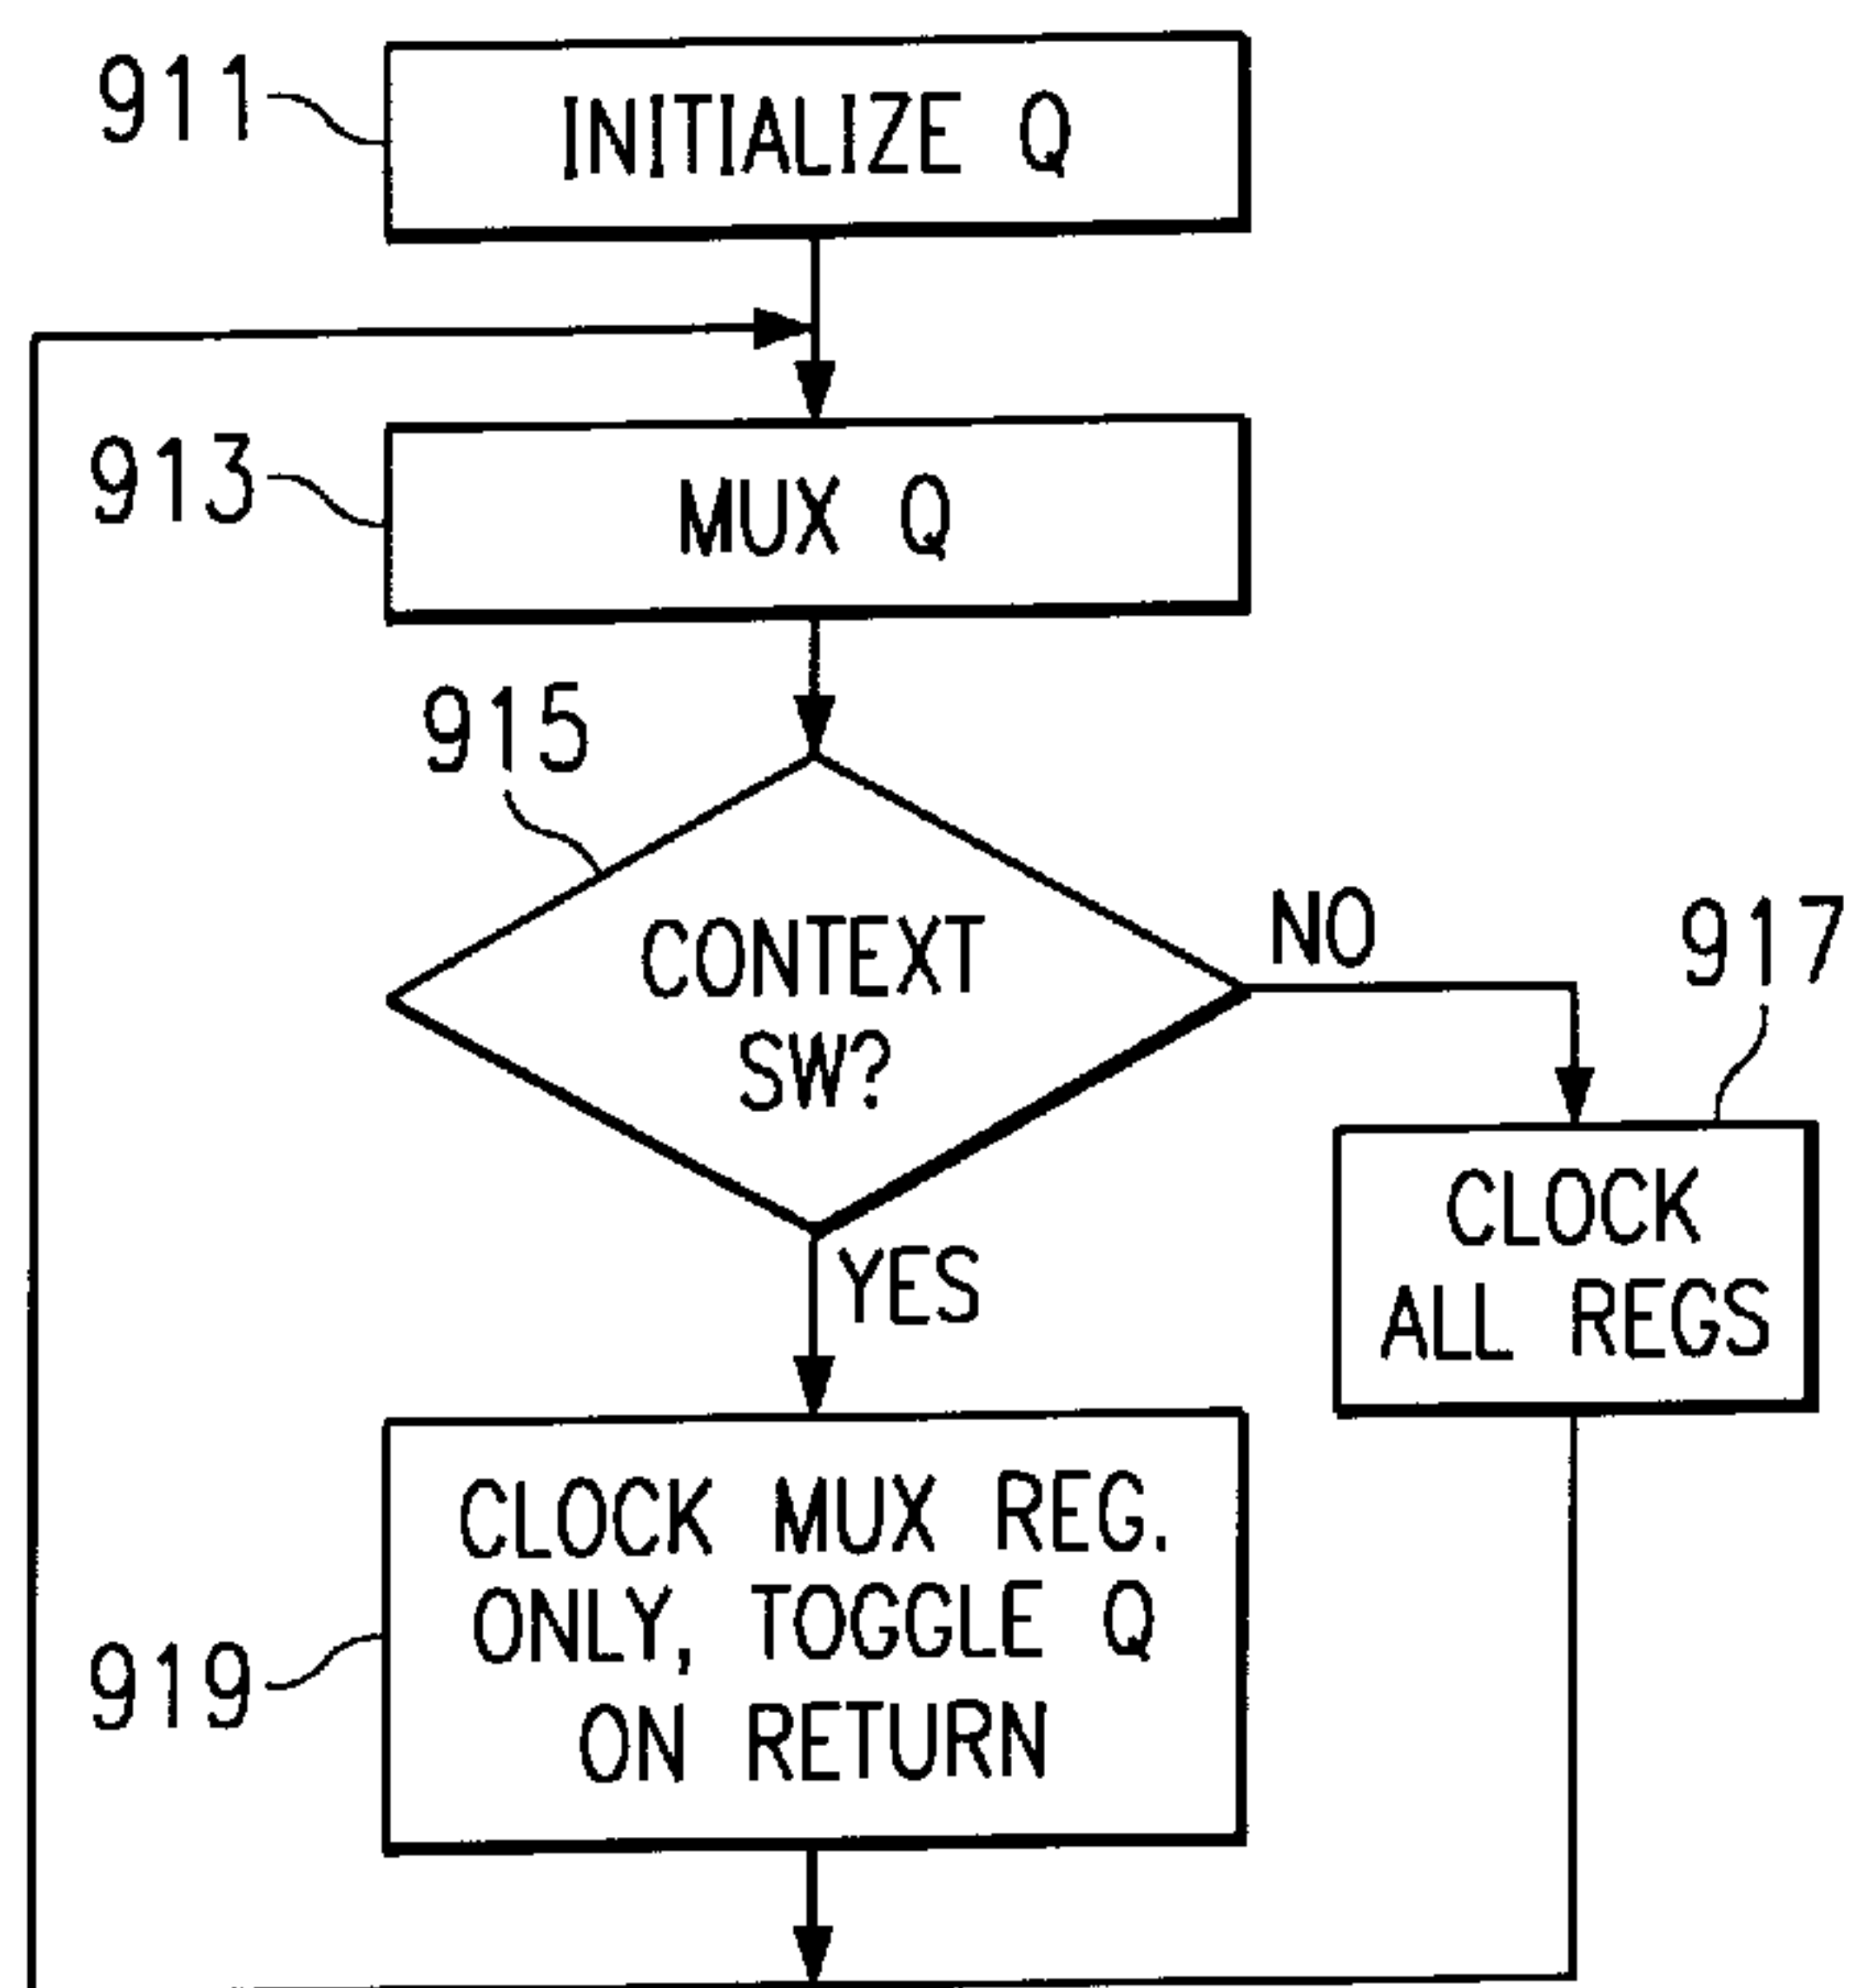 911
INITIALIZE Q
913
MUX Q
915
CONTEXT
SW?
NO
917
CLOCK
ALL REGS
YES
919
CLOCK MUX REG.
ONLY, TOGGLE Q
ON RETURN